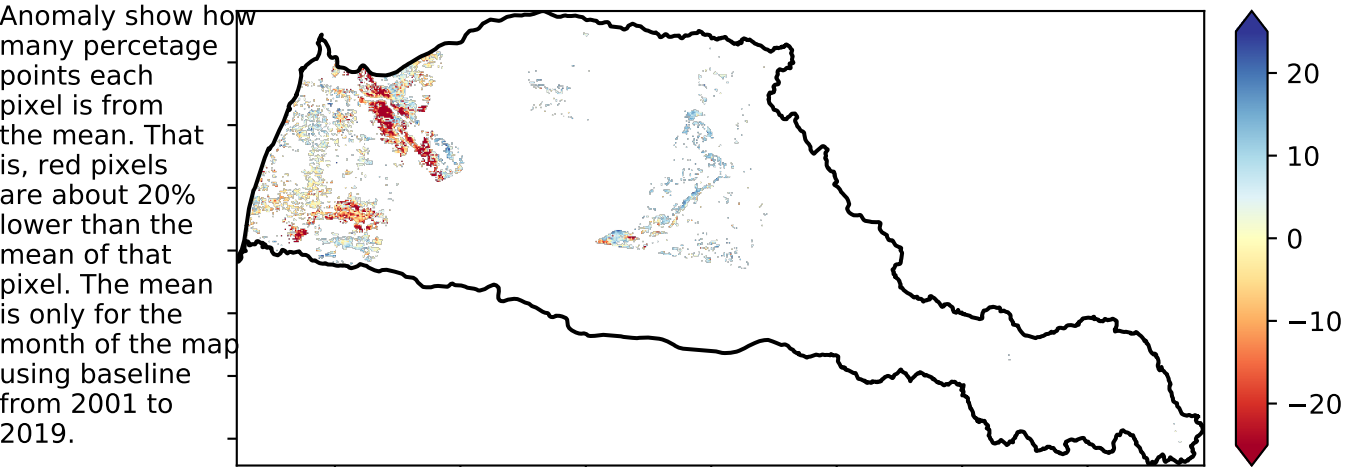 Anomaly show how
many percetage
points each
pixel is from
the mean. That
is, red pixels
are about 20%
lower than the
mean of that
pixel. The mean
is only for the
month of the map
using baseline
from 2001 to
2019.
20
10
0
−10
−20